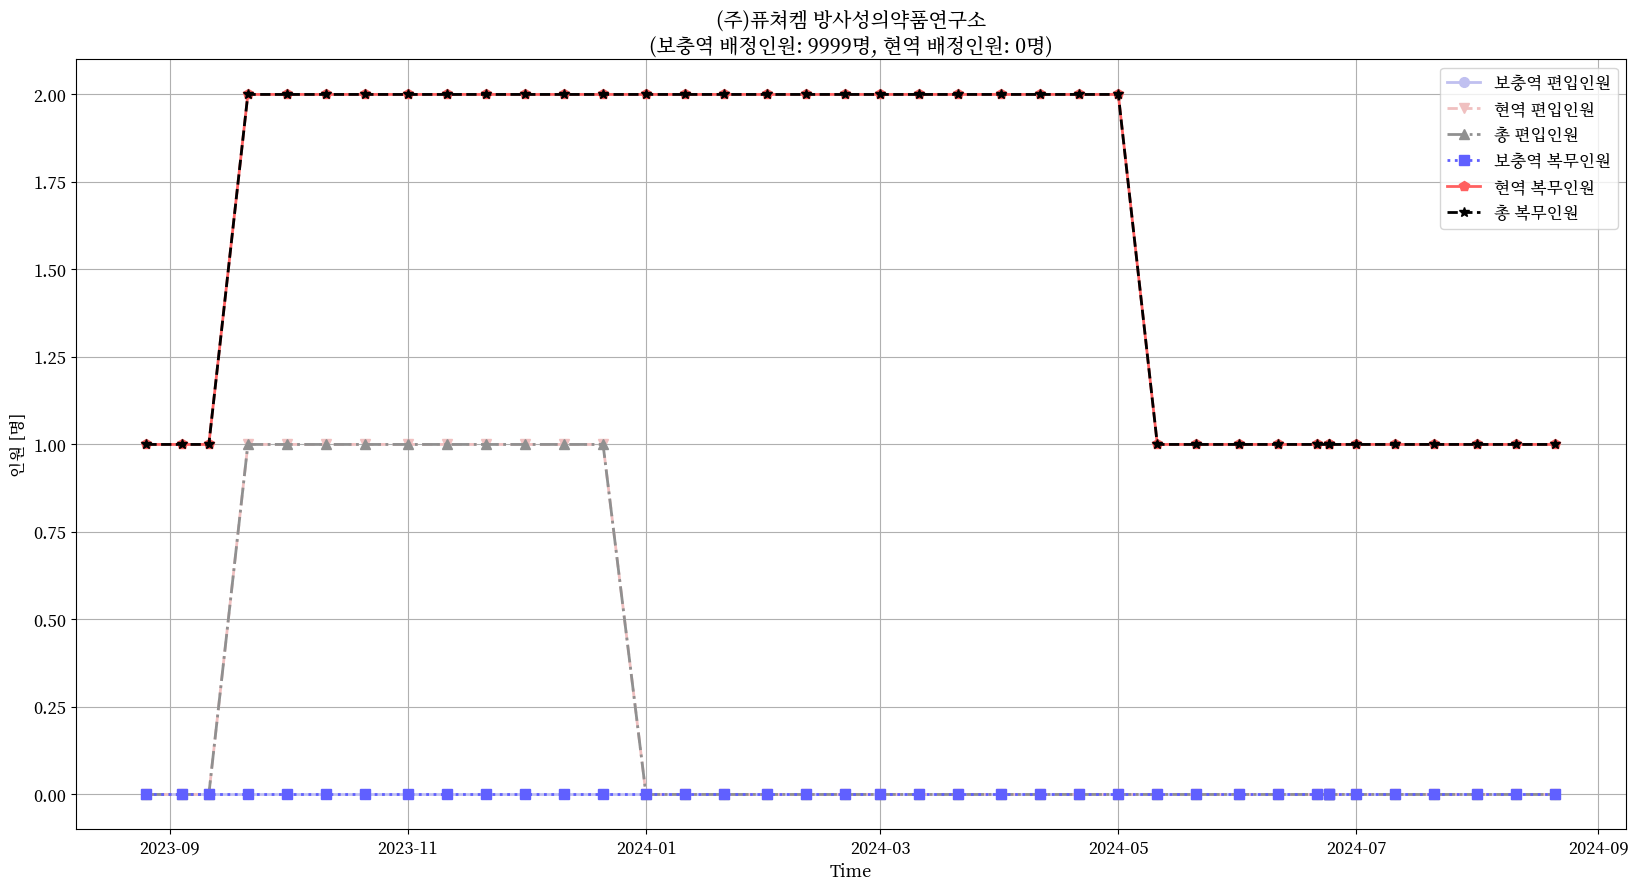 (주)퓨쳐켐 방사성의약품연구소
(보충역 배정인원: 9999명, 현역 배정인원: 0명)
보충역 편입인원
현역 편입인원
총 편입인원
보충역 복무인원
현역 복무인원
총 복무인원
인원 [명]
2.00
1.75
1.50
1.25
1.00
0.75
0.50
0.25
0.00
2023-09
2023-11
2024-01
2024-03
2024-05
2024-07
2024-09
Time